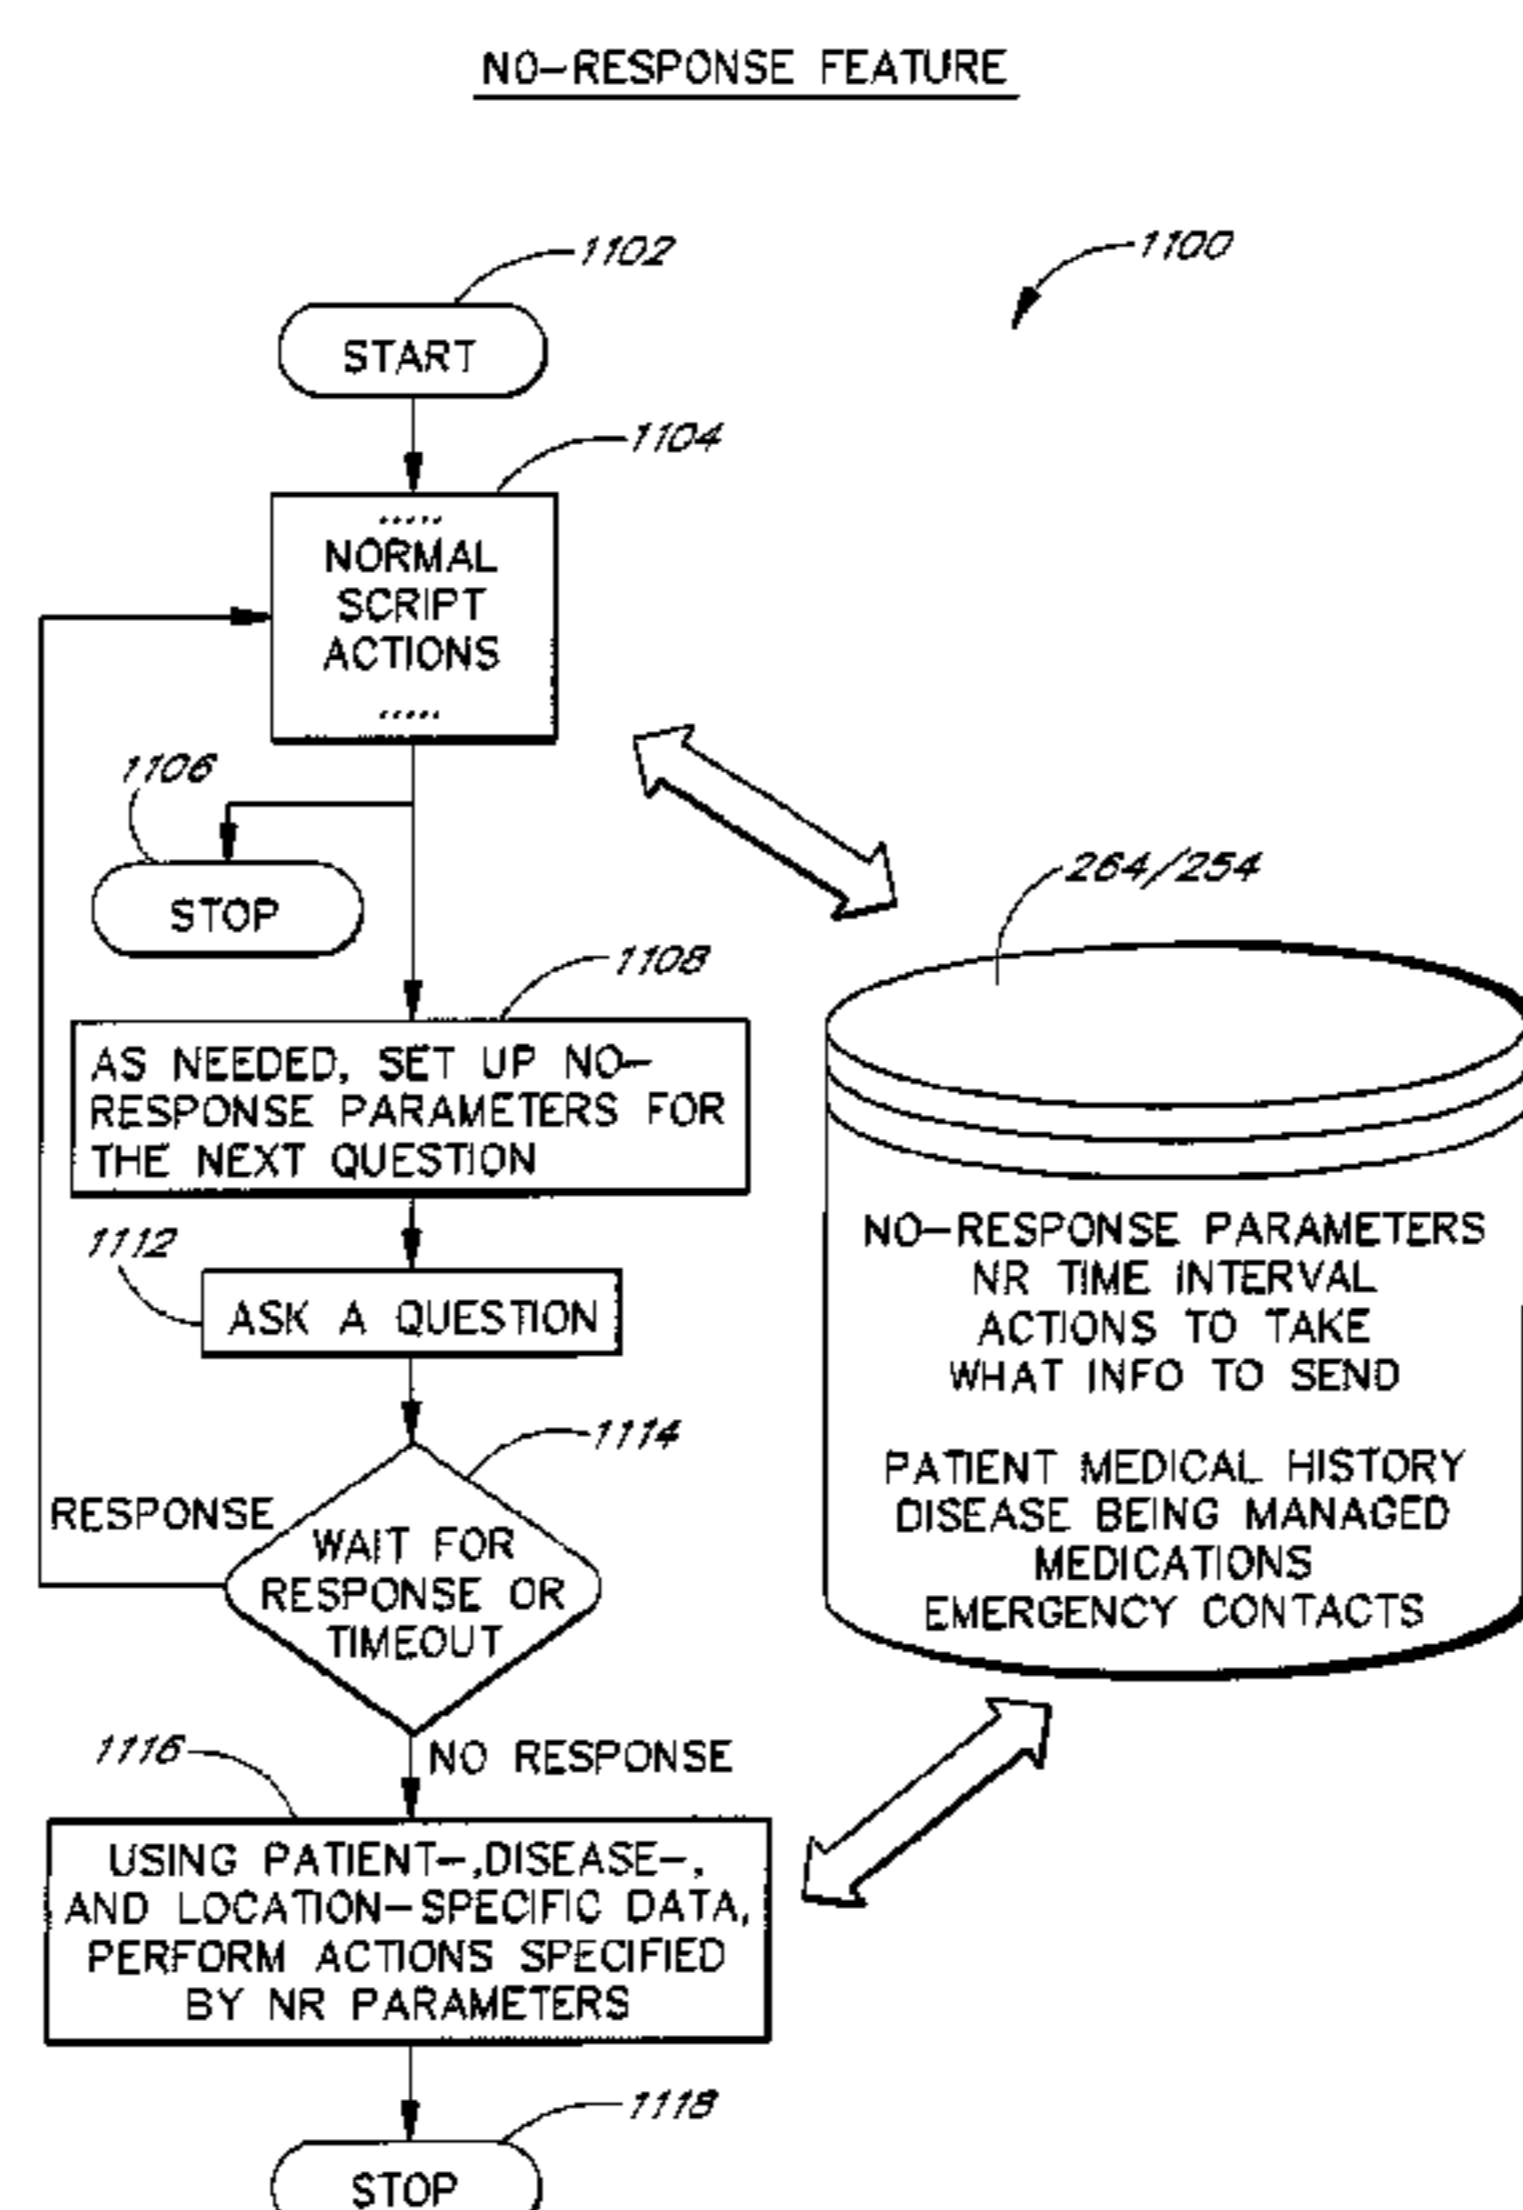 NO-RESPONSE FEATURE
1102
1100
START
1104
.....
NORMAL
SCRIPT
ACTIONS
.....
1106
STOP
264/254
1108
AS NEEDED, SET UP NO-
RESPONSE PARAMETERS FOR
THE NEXT QUESTION
1112
ASK A QUESTION
NO-RESPONSE PARAMETERS
NR TIME INTERVAL
ACTIONS TO TAKE
WHAT INFO TO SEND
PATIENT MEDICAL HISTORY
DISEASE BEING MANAGED
MEDICATIONS
EMERGENCY CONTACTS
1114
RESPONSE
WAIT FOR
RESPONSE OR
TIMEOUT
NO RESPONSE
1116
USING PATIENT-,DISEASE-,
AND LOCATION-SPECIFIC DATA,
PERFORM ACTIONS SPECIFIED
BY NR PARAMETERS
1118
STOP